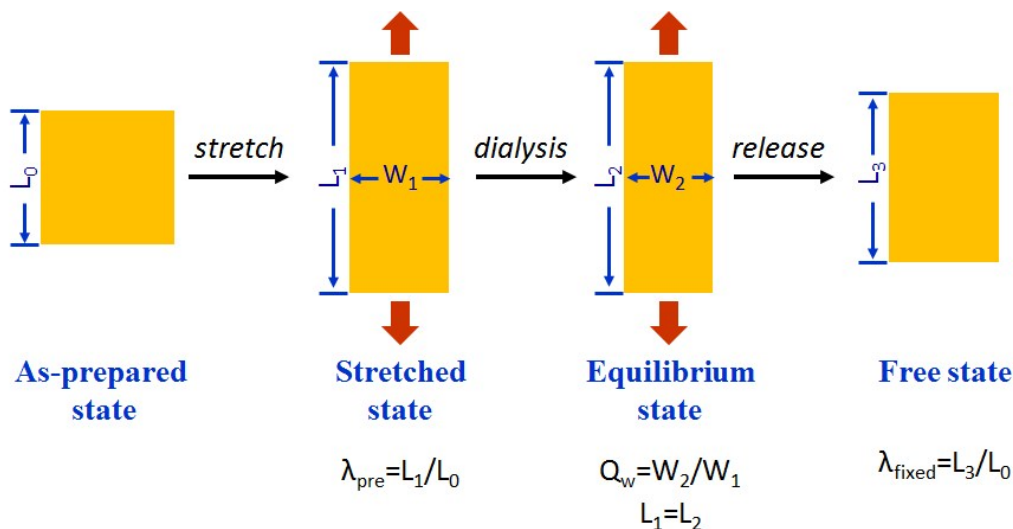 stretch
dialysis
release
L₀
L₁
W₁
L₂
W₂
L₃
As-prepared
state
Stretched
state
Equilibrium
state
Free state
λpre=L₁/L₀
Qw=W₂/W₁
L₁=L₂
λfixed=L₃/L₀